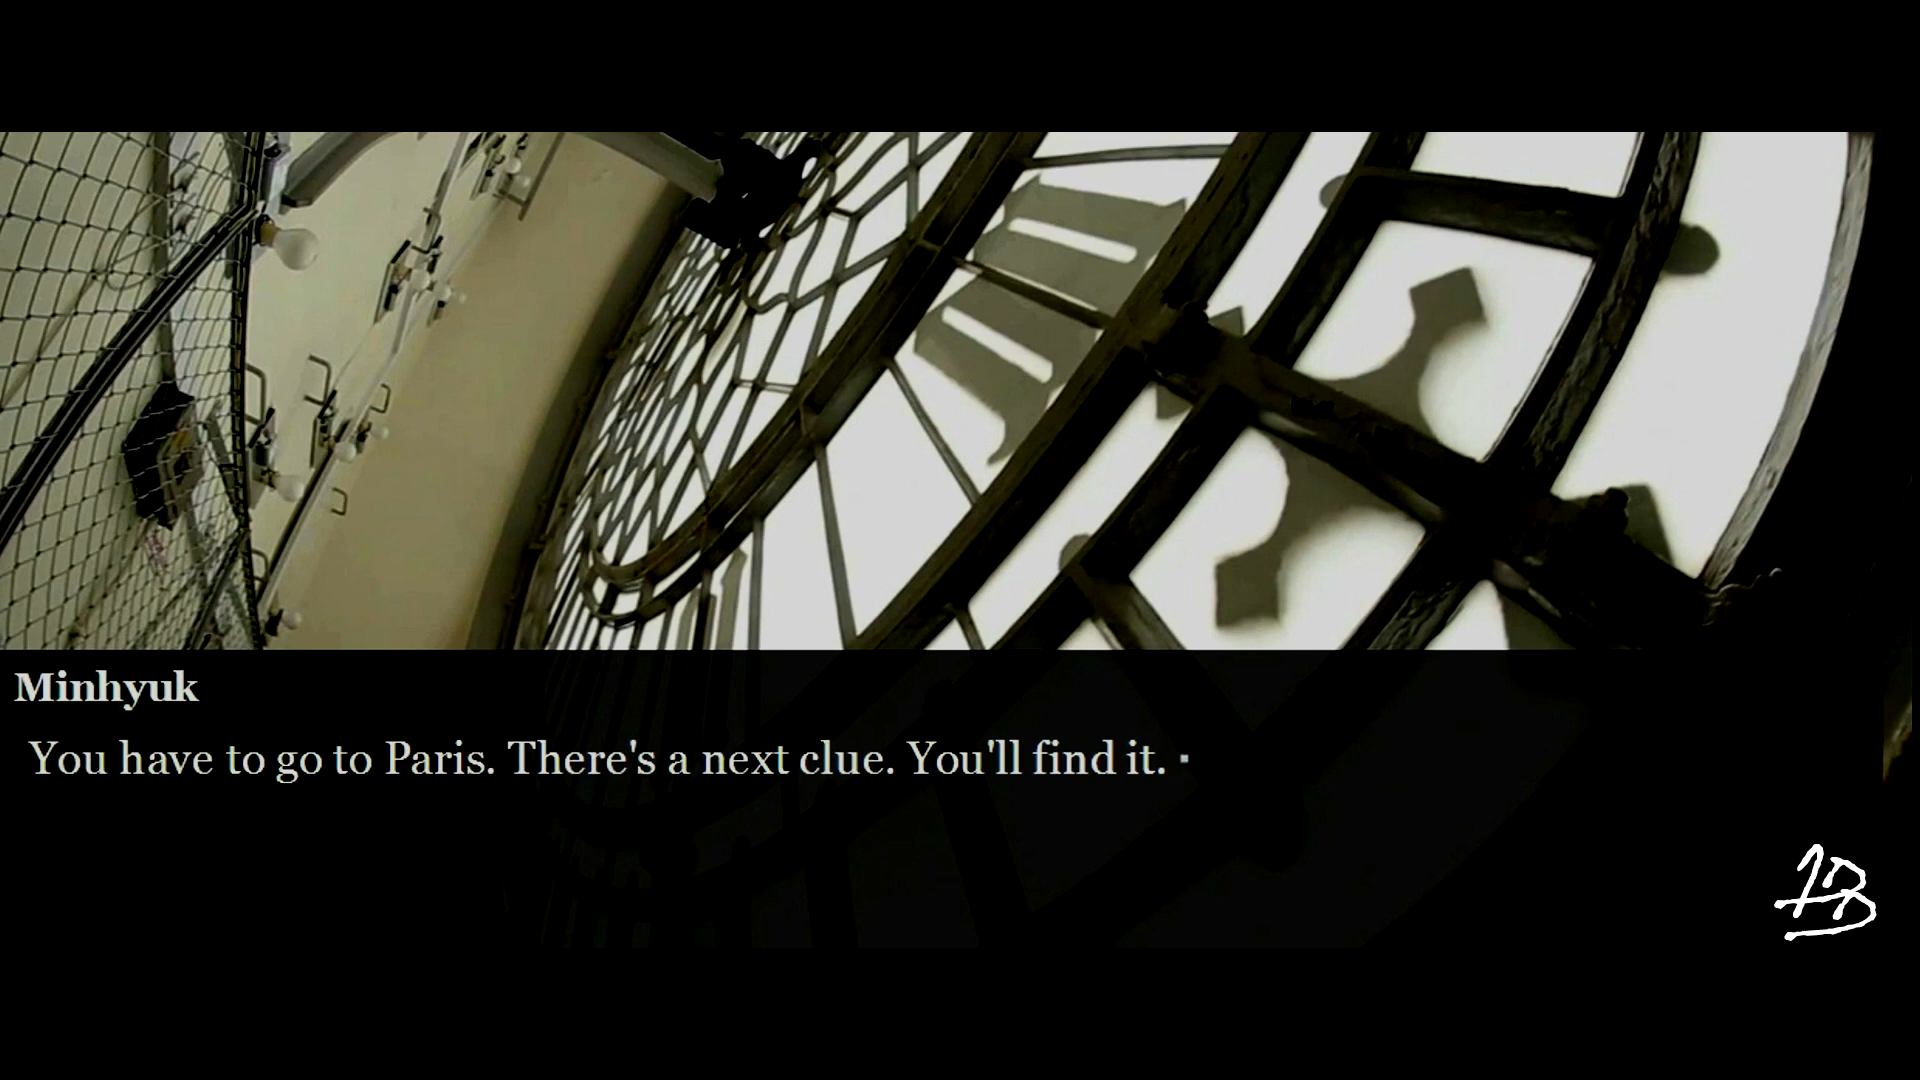 Minhyuk
You have to go to Paris. There's a next clue. You'll find it.